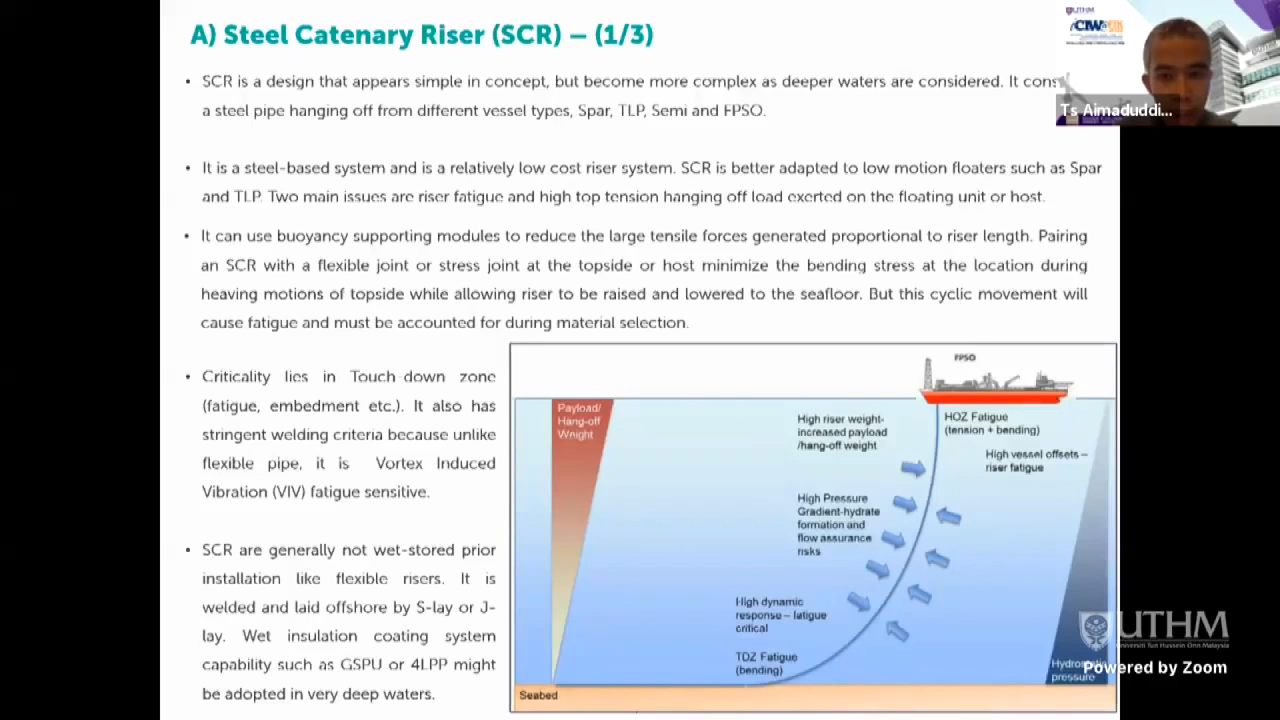 A) Steel Catenary Riser (SCR) – (1/3)
• SCR is a design that appears simple in concept, but become more complex as deeper waters are considered. It cons
a steel pipe hanging off from different vessel types, Spar, TLP, Semi and FPSO.
• It is a steel-based system and is a relatively low cost riser system. SCR is better adapted to low motion floaters such as Spar
and TLP. Two main issues are riser fatigue and high top tension hanging off load exerted on the floating unit or host.
• It can use buoyancy supporting modules to reduce the large tensile forces generated proportional to riser length. Pairing
an SCR with a flexible joint or stress joint at the topside or host minimize the bending stress at the location during
heaving motions of topside while allowing riser to be raised and lowered to the seafloor. But this cyclic movement will
cause fatigue and must be accounted for during material selection.
• Criticality lies in Touch-down zone
(fatigue, embedment etc.). It also has
stringent welding criteria because unlike
flexible pipe, it is Vortex Induced
Vibration (VIV) fatigue sensitive.
• SCR are generally not wet-stored prior
installation like flexible risers. It is
welded and laid offshore by S-lay or J-
lay. Wet insulation coating system
capability such as GSPU or 4LPP might
be adopted in very deep waters.
FPSO
Payload/
Hang-off
Weight
High riser weight-
increased payload
/hang-off weight
HOZ Fatigue
(tension + bending)
High vessel offsets –
riser fatigue
High Pressure
Gradient-hydrate
formation and
flow assurance
risks
High dynamic
response – fatigue
critical
TDZ Fatigue
(bending)
Hydrostatic
pressure
Seabed
UTHM
CIW
Ts Aimaduddi...
UTHM
Universiti Tun Hussein Onn Malaysia
Powered by Zoom